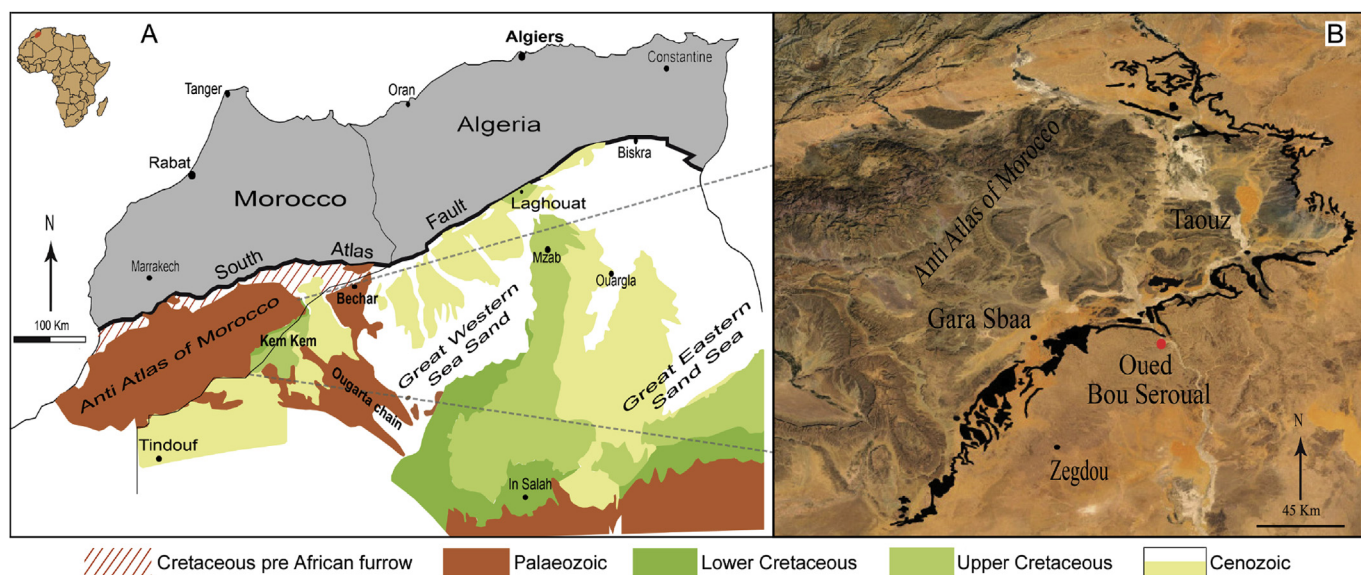 A
Algiers
Constantine
Tanger
Oran
Algeria
Rabat
Biskra
Morocco
Laghouat
N
South Atlas Fault
Mzab
Marrakech
Ouargla
Bechar
100 Km
Great Western
Sea Sand
Kem Kem
Anti Atlas of Morocco
Great Eastern
Sand Sea
Ougarta chain
Tindouf
In Salah
B
Anti Atlas of Morocco
Taouz
Gara Sbaa
Oued
Bou Seroual
N
Zegdou
45 Km
Cretaceous pre African furrow
Palaeozoic
Lower Cretaceous
Upper Cretaceous
Cenozoic